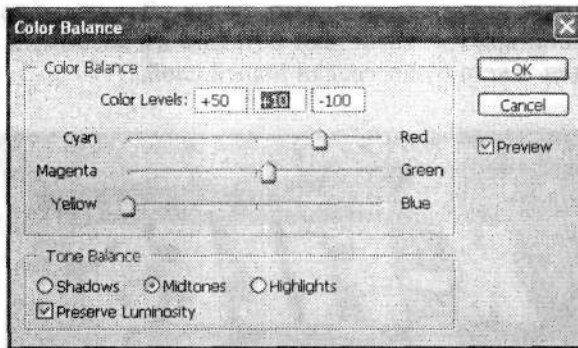 Color Balance
Color Balance
OK
Color Levels: +50 +10 -100
Cancel
Cyan Red
Preview
Magenta Green
Yellow Blue
Tone Balance
Shadows Midtones Highlights
Preserve Luminosity